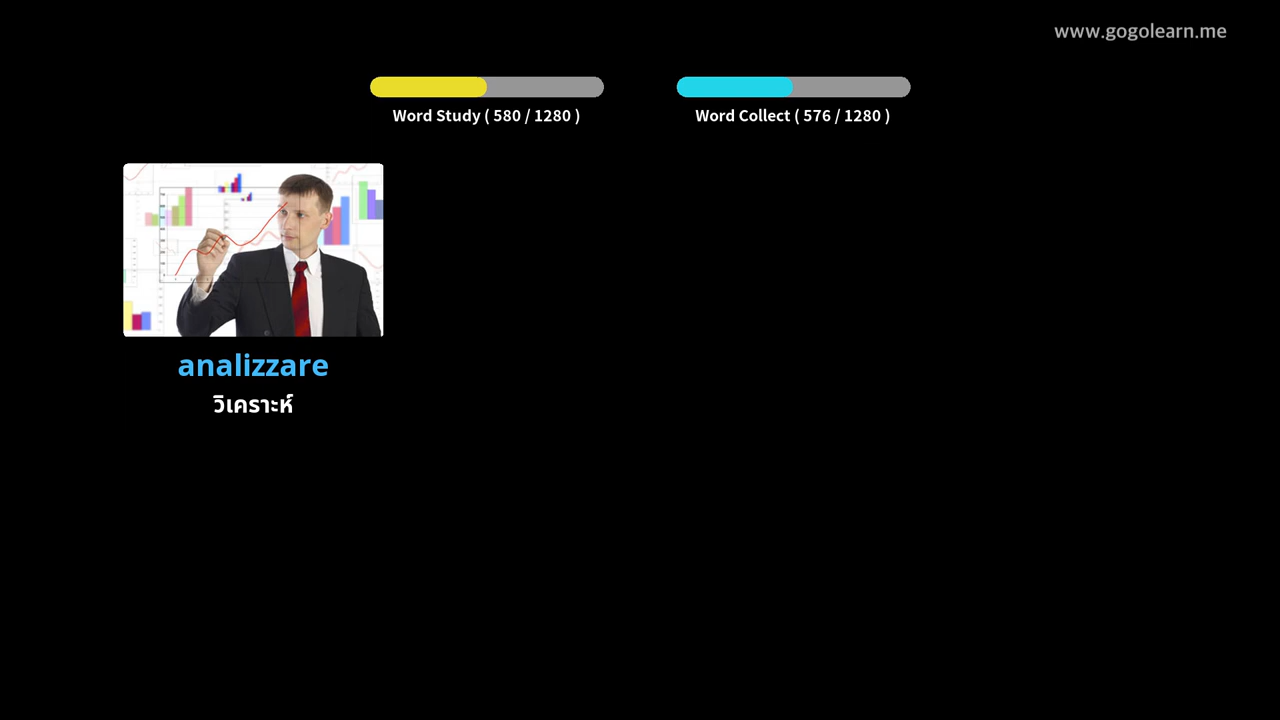 www.gogolearn.me
Word Study ( 580 / 1280 )
Word Collect ( 576 / 1280 )
analizzare
วิเคราะห์